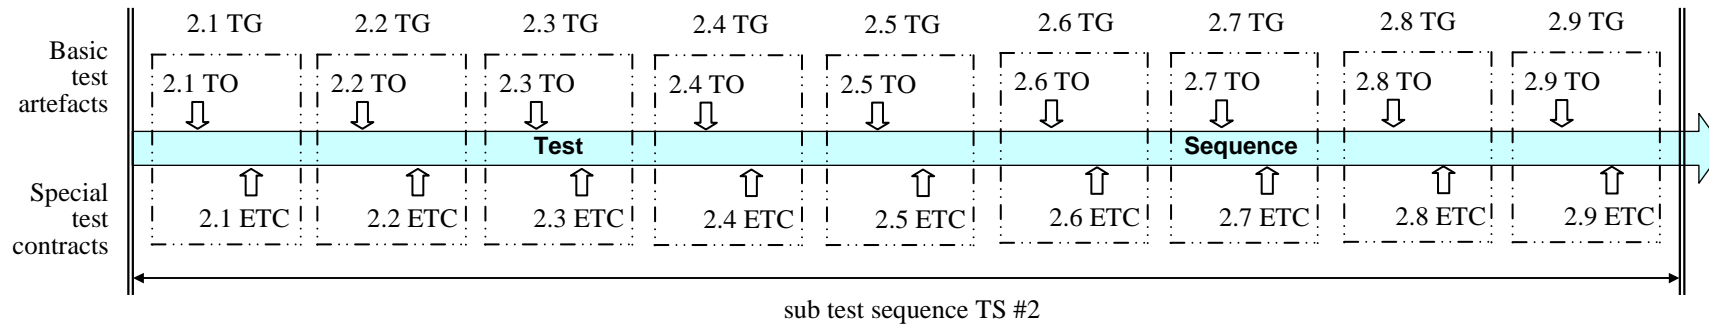 2.1 TG 2.2 TG 2.3 TG 2.4 TG 2.5 TG 2.6 TG 2.7 TG 2.8 TG 2.9 TG
Basic
test
artefacts
2.1 TO 2.2 TO 2.3 TO 2.4 TO 2.5 TO 2.6 TO 2.7 TO 2.8 TO 2.9 TO
Test Sequence
Special
test
contracts
2.1 ETC 2.2 ETC 2.3 ETC 2.4 ETC 2.5 ETC 2.6 ETC 2.7 ETC 2.8 ETC 2.9 ETC
sub test sequence TS #2